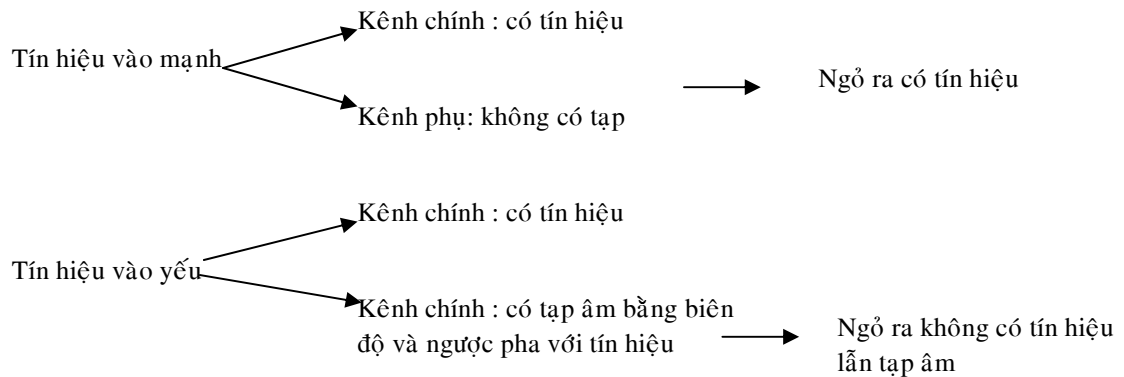 Kênh chính : có tín hiệu
Tín hiệu vào mạnh
Ngỏ ra có tín hiệu
Kênh phụ: không có tạp
Kênh chính : có tín hiệu
Tín hiệu vào yếu
Kênh chính : có tạp âm bằng biên
độ và ngược pha với tín hiệu
Ngỏ ra không có tín hiệu
lẫn tạp âm